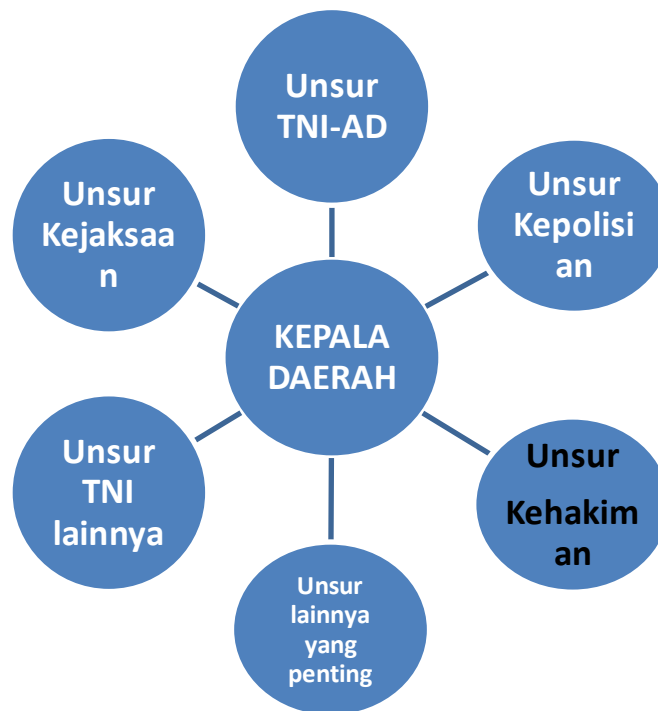 Unsur
TNI-AD
Unsur
Kepolisi
an
Unsur
Kehakim
an
Unsur
lainnya
yang
penting
Unsur
TNI
lainnya
Unsur
Kejaksaa
n
KEPALA
DAERAH